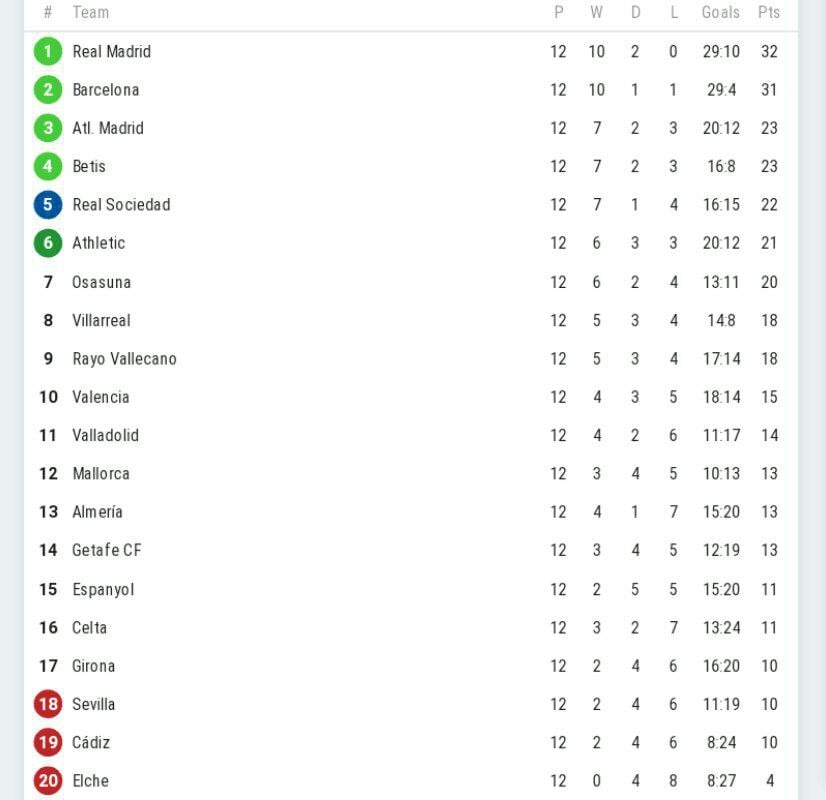 # Team P W D L Goals Pts
1 Real Madrid 12 10 2 0 29:10 32
2 Barcelona 12 10 1 1 29:4 31
3 Atl. Madrid 12 7 2 3 20:12 23
4 Betis 12 7 2 3 16:8 23
5 Real Sociedad 12 7 1 4 16:15 22
6 Athletic 12 6 3 3 20:12 21
7 Osasuna 12 6 2 4 13:11 20
8 Villarreal 12 5 3 4 14:8 18
9 Rayo Vallecano 12 5 3 4 17:14 18
10 Valencia 12 4 3 5 18:14 15
11 Valladolid 12 4 2 6 11:17 14
12 Mallorca 12 3 4 5 10:13 13
13 Almería 12 4 1 7 15:20 13
14 Getafe CF 12 3 4 5 12:19 13
15 Espanyol 12 2 5 5 15:20 11
16 Celta 12 3 2 7 13:24 11
17 Girona 12 2 4 6 16:20 10
18 Sevilla 12 2 4 6 11:19 10
19 Cádiz 12 2 4 6 8:24 10
20 Elche 12 0 4 8 8:27 4